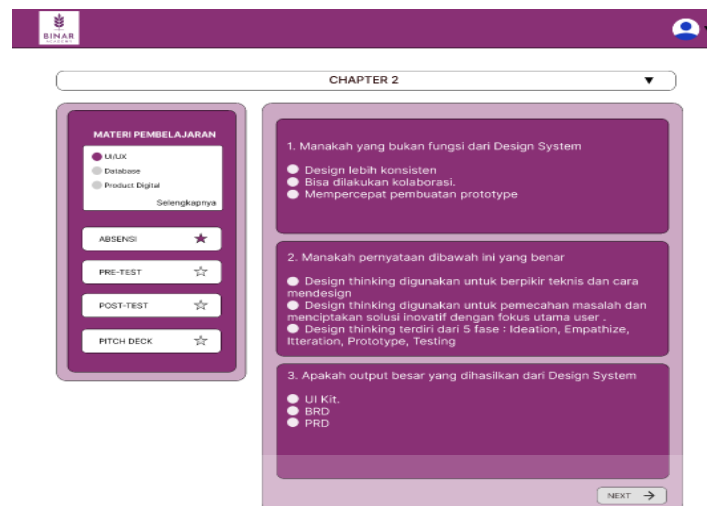 BINAR
ACADEMY
CHAPTER 2
MATERI PEMBELAJARAN
UI/UX
Database
Product Digital
Selengkapnya
ABSENSI
PRE-TEST
POST-TEST
PITCH DECK
1. Manakah yang bukan fungsi dari Design System
Design lebih konsisten
Bisa dilakukan kolaborasi.
Mempercepat pembuatan prototype
2. Manakah pernyataan dibawah ini yang benar
Design thinking digunakan untuk berpikir teknis dan cara
mendesign
Design thinking digunakan untuk pemecahan masalah dan
menciptakan solusi inovatif dengan fokus utama user .
Design thinking terdiri dari 5 fase : Ideation, Empathize,
Itteration, Prototype, Testing
3. Apakah output besar yang dihasilkan dari Design System
UI Kit.
BRD
PRD
NEXT →